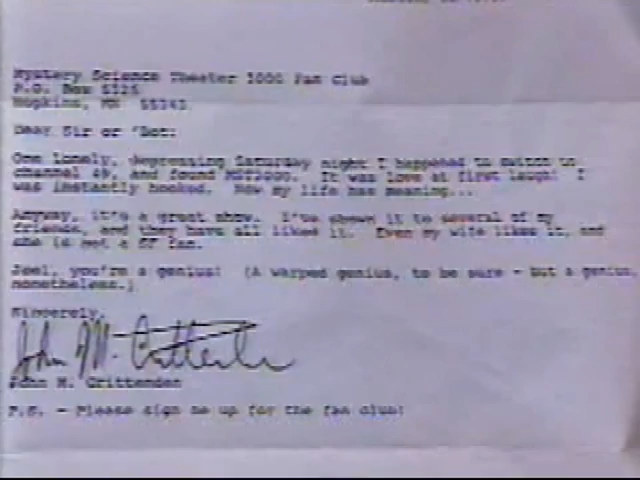 Mystery Science Theater 3000 Fan Club
P.O. Box 5325
Hopkins, MN 55343
Dear Sir or 'Bot:
One lonely, depressing Saturday night I happened to switch to
channel 49, and found MST3000. It was love at first laugh! I
was instantly hooked. Now my life has meaning...
Anyway, it's a great show. I've shown it to several of my
friends, and they have all liked it. Even my wife likes it, and
she is not a SF fan.
Joel, you're a genius! (A warped genius, to be sure - but a genius
nonetheless.)
Sincerely,
John M. Crittenden
John M. Crittenden
P.S. - Please sign me up for the fan club!